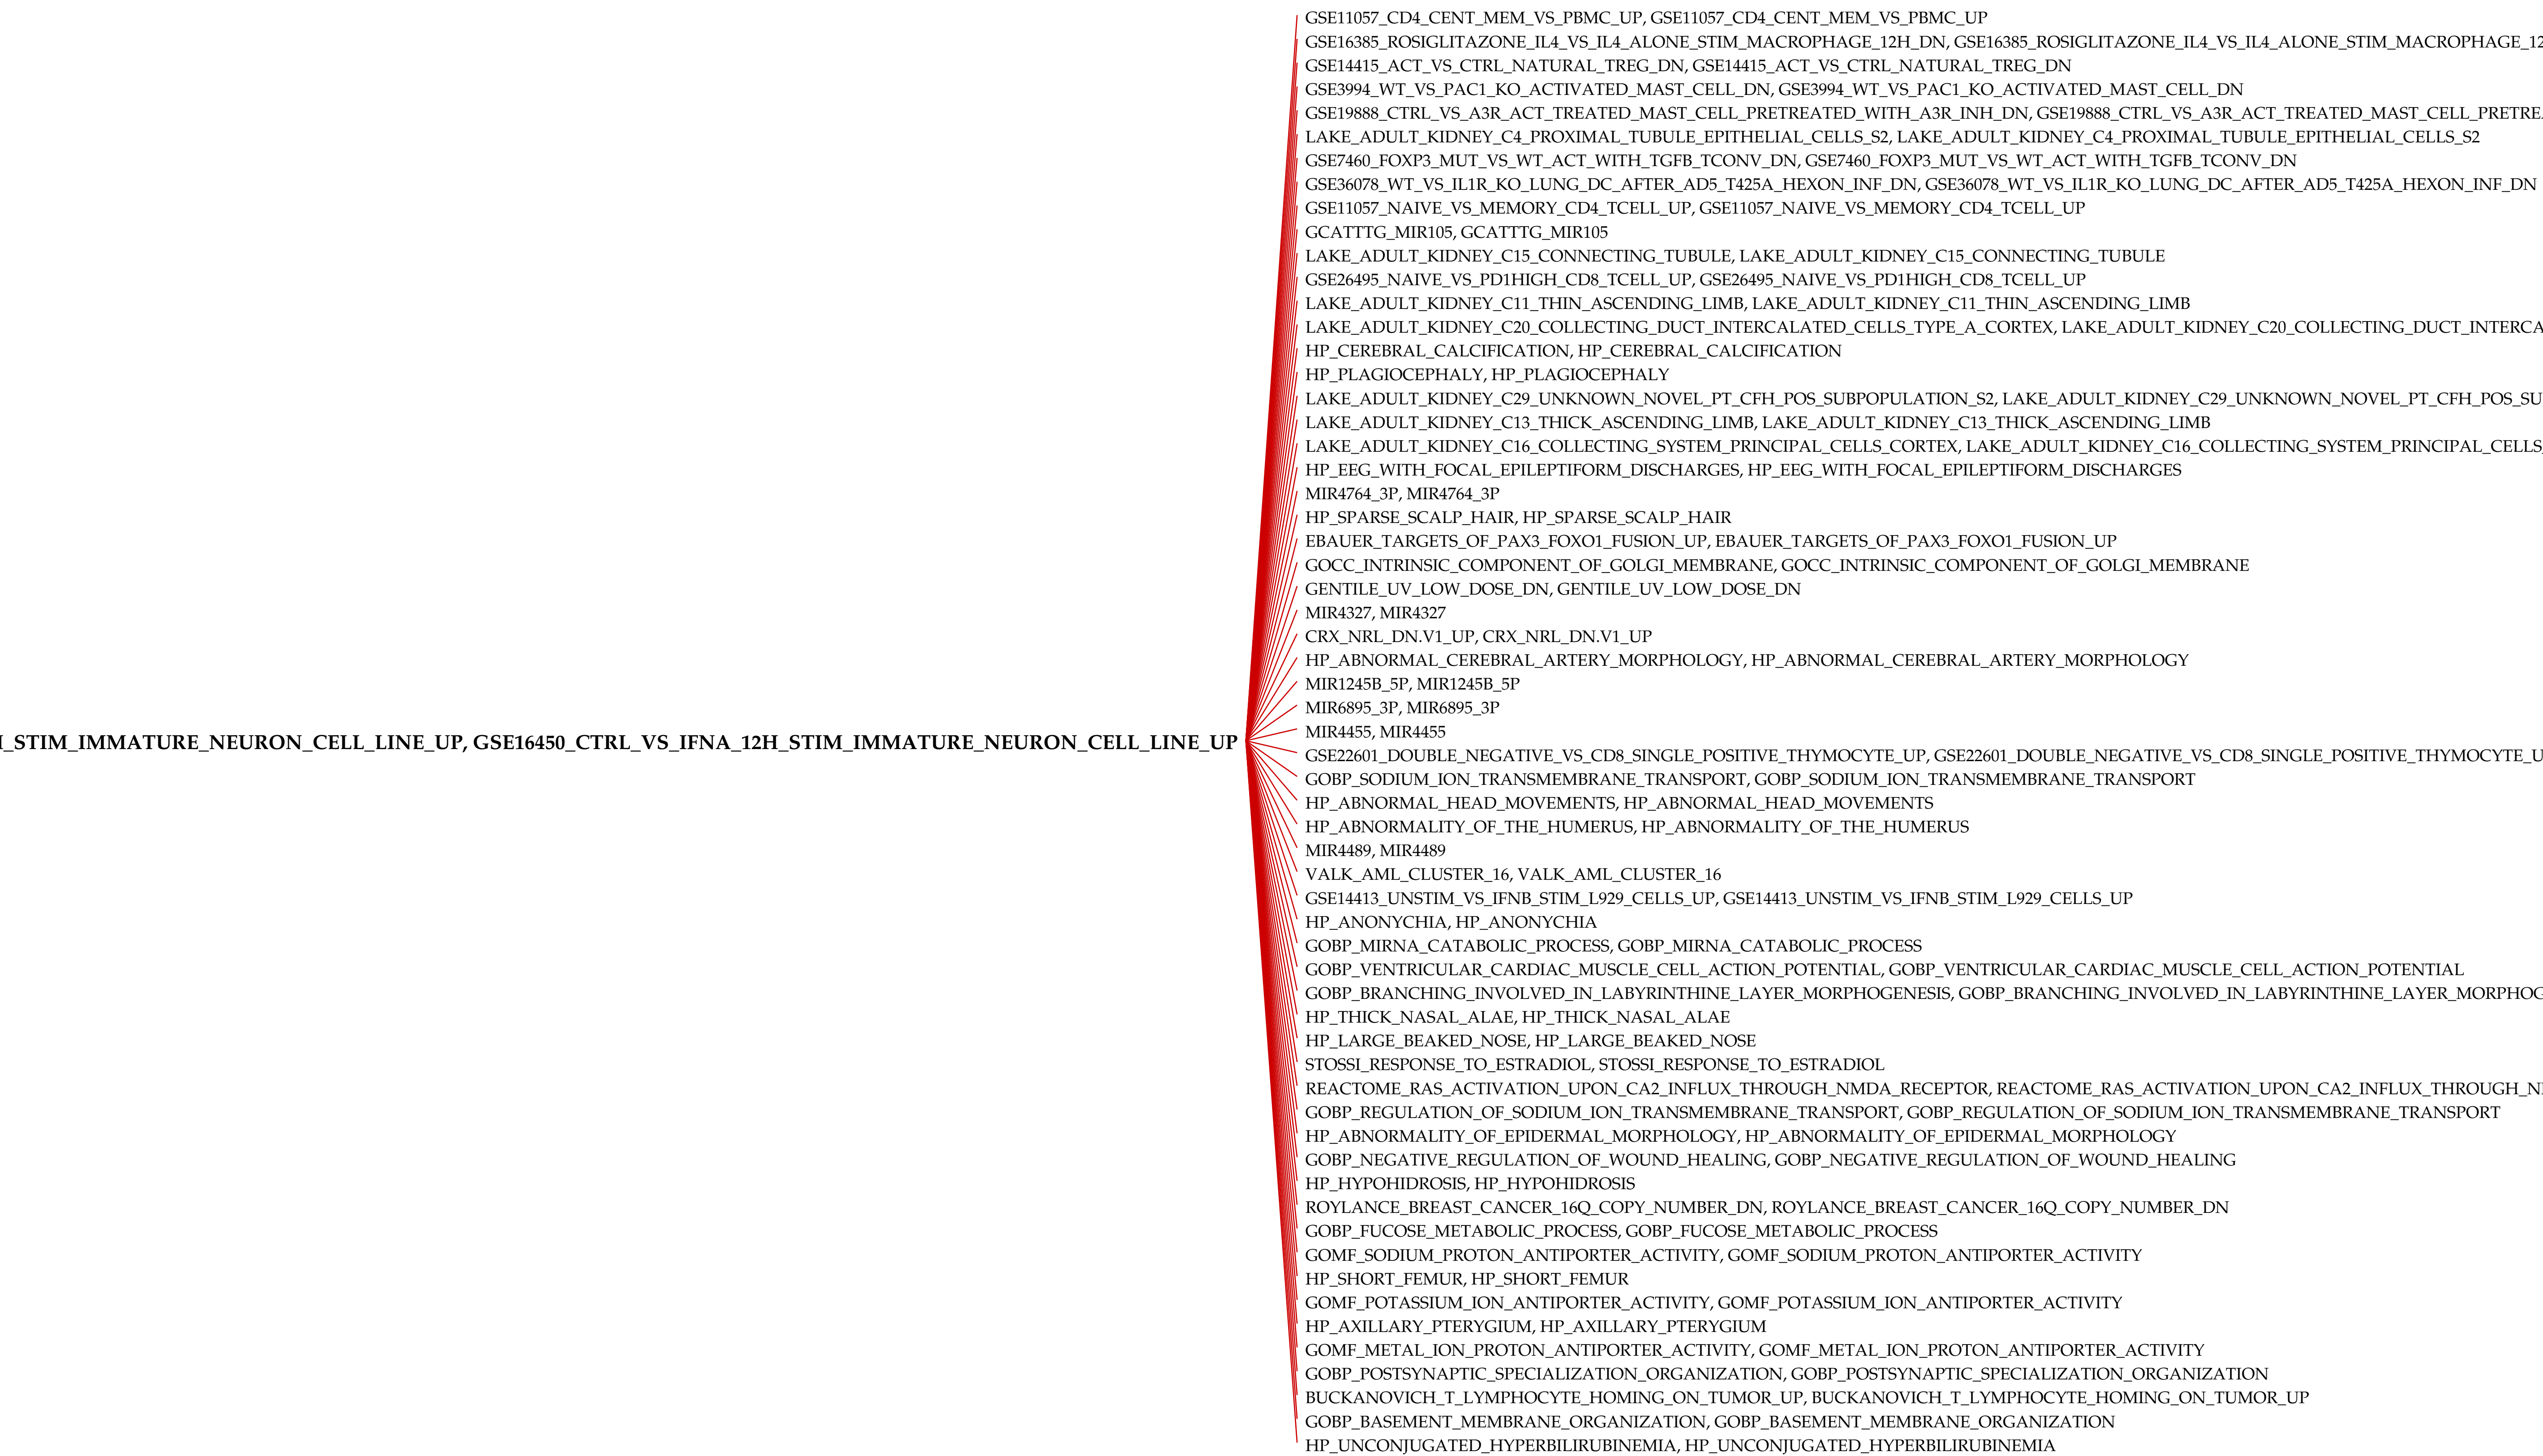 GSE11057_CD4_CENT_MEM_VS_PBMC_UP, GSE11057_CD4_CENT_MEM_VS_PBMC_UP
GSE16385_ROSIGLITAZONE_IL4_VS_IL4_ALONE_STIM_MACROPHAGE_12H_DN, GSE16385_ROSIGLITAZONE_IL4_VS_IL4_ALONE_STIM_MACROPHAGE_12
GSE14415_ACT_VS_CTRL_NATURAL_TREG_DN, GSE14415_ACT_VS_CTRL_NATURAL_TREG_DN
GSE3994_WT_VS_PAC1_KO_ACTIVATED_MAST_CELL_DN, GSE3994_WT_VS_PAC1_KO_ACTIVATED_MAST_CELL_DN
GSE19888_CTRL_VS_A3R_ACT_TREATED_MAST_CELL_PRETREATED_WITH_A3R_INH_DN, GSE19888_CTRL_VS_A3R_ACT_TREATED_MAST_CELL_PRETREA
LAKE_ADULT_KIDNEY_C4_PROXIMAL_TUBULE_EPITHELIAL_CELLS_S2, LAKE_ADULT_KIDNEY_C4_PROXIMAL_TUBULE_EPITHELIAL_CELLS_S2
GSE7460_FOXP3_MUT_VS_WT_ACT_WITH_TGFB_TCONV_DN, GSE7460_FOXP3_MUT_VS_WT_ACT_WITH_TGFB_TCONV_DN
GSE36078_WT_VS_IL1R_KO_LUNG_DC_AFTER_AD5_T425A_HEXON_INF_DN, GSE36078_WT_VS_IL1R_KO_LUNG_DC_AFTER_AD5_T425A_HEXON_INF_DN
GSE11057_NAIVE_VS_MEMORY_CD4_TCELL_UP, GSE11057_NAIVE_VS_MEMORY_CD4_TCELL_UP
GCATTTG_MIR105, GCATTTG_MIR105
LAKE_ADULT_KIDNEY_C15_CONNECTING_TUBULE, LAKE_ADULT_KIDNEY_C15_CONNECTING_TUBULE
GSE26495_NAIVE_VS_PD1HIGH_CD8_TCELL_UP, GSE26495_NAIVE_VS_PD1HIGH_CD8_TCELL_UP
LAKE_ADULT_KIDNEY_C11_THIN_ASCENDING_LIMB, LAKE_ADULT_KIDNEY_C11_THIN_ASCENDING_LIMB
LAKE_ADULT_KIDNEY_C20_COLLECTING_DUCT_INTERCALATED_CELLS_TYPE_A_CORTEX, LAKE_ADULT_KIDNEY_C20_COLLECTING_DUCT_INTERCA
HP_CEREBRAL_CALCIFICATION, HP_CEREBRAL_CALCIFICATION
HP_PLAGIOCEPHALY, HP_PLAGIOCEPHALY
LAKE_ADULT_KIDNEY_C29_UNKNOWN_NOVEL_PT_CFH_POS_SUBPOPULATION_S2, LAKE_ADULT_KIDNEY_C29_UNKNOWN_NOVEL_PT_CFH_POS_SU
LAKE_ADULT_KIDNEY_C13_THICK_ASCENDING_LIMB, LAKE_ADULT_KIDNEY_C13_THICK_ASCENDING_LIMB
LAKE_ADULT_KIDNEY_C16_COLLECTING_SYSTEM_PRINCIPAL_CELLS_CORTEX, LAKE_ADULT_KIDNEY_C16_COLLECTING_SYSTEM_PRINCIPAL_CELLS_
HP_EEG_WITH_FOCAL_EPILEPTIFORM_DISCHARGES, HP_EEG_WITH_FOCAL_EPILEPTIFORM_DISCHARGES
MIR4764_3P, MIR4764_3P
HP_SPARSE_SCALP_HAIR, HP_SPARSE_SCALP_HAIR
EBAUER_TARGETS_OF_PAX3_FOXO1_FUSION_UP, EBAUER_TARGETS_OF_PAX3_FOXO1_FUSION_UP
GOCC_INTRINSIC_COMPONENT_OF_GOLGI_MEMBRANE, GOCC_INTRINSIC_COMPONENT_OF_GOLGI_MEMBRANE
GENTILE_UV_LOW_DOSE_DN, GENTILE_UV_LOW_DOSE_DN
MIR4327, MIR4327
CRX_NRL_DN.V1_UP, CRX_NRL_DN.V1_UP
HP_ABNORMAL_CEREBRAL_ARTERY_MORPHOLOGY, HP_ABNORMAL_CEREBRAL_ARTERY_MORPHOLOGY
MIR1245B_5P, MIR1245B_5P
MIR6895_3P, MIR6895_3P
MIR4455, MIR4455
I_STIM_IMMATURE_NEURON_CELL_LINE_UP, GSE16450_CTRL_VS_IFNA_12H_STIM_IMMATURE_NEURON_CELL_LINE_UP
GSE22601_DOUBLE_NEGATIVE_VS_CD8_SINGLE_POSITIVE_THYMOCYTE_UP, GSE22601_DOUBLE_NEGATIVE_VS_CD8_SINGLE_POSITIVE_THYMOCYTE_U
GOBP_SODIUM_ION_TRANSMEMBRANE_TRANSPORT, GOBP_SODIUM_ION_TRANSMEMBRANE_TRANSPORT
HP_ABNORMAL_HEAD_MOVEMENTS, HP_ABNORMAL_HEAD_MOVEMENTS
HP_ABNORMALITY_OF_THE_HUMERUS, HP_ABNORMALITY_OF_THE_HUMERUS
MIR4489, MIR4489
VALK_AML_CLUSTER_16, VALK_AML_CLUSTER_16
GSE14413_UNSTIM_VS_IFNB_STIM_L929_CELLS_UP, GSE14413_UNSTIM_VS_IFNB_STIM_L929_CELLS_UP
HP_ANONYCHIA, HP_ANONYCHIA
GOBP_MIRNA_CATABOLIC_PROCESS, GOBP_MIRNA_CATABOLIC_PROCESS
GOBP_VENTRICULAR_CARDIAC_MUSCLE_CELL_ACTION_POTENTIAL, GOBP_VENTRICULAR_CARDIAC_MUSCLE_CELL_ACTION_POTENTIAL
GOBP_BRANCHING_INVOLVED_IN_LABYRINTHINE_LAYER_MORPHOGENESIS, GOBP_BRANCHING_INVOLVED_IN_LABYRINTHINE_LAYER_MORPHOG
HP_THICK_NASAL_ALAE, HP_THICK_NASAL_ALAE
HP_LARGE_BEAKED_NOSE, HP_LARGE_BEAKED_NOSE
STOSSI_RESPONSE_TO_ESTRADIOL, STOSSI_RESPONSE_TO_ESTRADIOL
REACTOME_RAS_ACTIVATION_UPON_CA2_INFLUX_THROUGH_NMDA_RECEPTOR, REACTOME_RAS_ACTIVATION_UPON_CA2_INFLUX_THROUGH_N
GOBP_REGULATION_OF_SODIUM_ION_TRANSMEMBRANE_TRANSPORT, GOBP_REGULATION_OF_SODIUM_ION_TRANSMEMBRANE_TRANSPORT
HP_ABNORMALITY_OF_EPIDERMAL_MORPHOLOGY, HP_ABNORMALITY_OF_EPIDERMAL_MORPHOLOGY
GOBP_NEGATIVE_REGULATION_OF_WOUND_HEALING, GOBP_NEGATIVE_REGULATION_OF_WOUND_HEALING
HP_HYPOHIDROSIS, HP_HYPOHIDROSIS
ROYLANCE_BREAST_CANCER_16Q_COPY_NUMBER_DN, ROYLANCE_BREAST_CANCER_16Q_COPY_NUMBER_DN
GOBP_FUCOSE_METABOLIC_PROCESS, GOBP_FUCOSE_METABOLIC_PROCESS
GOMF_SODIUM_PROTON_ANTIPORTER_ACTIVITY, GOMF_SODIUM_PROTON_ANTIPORTER_ACTIVITY
HP_SHORT_FEMUR, HP_SHORT_FEMUR
GOMF_POTASSIUM_ION_ANTIPORTER_ACTIVITY, GOMF_POTASSIUM_ION_ANTIPORTER_ACTIVITY
HP_AXILLARY_PTERYGIUM, HP_AXILLARY_PTERYGIUM
GOMF_METAL_ION_PROTON_ANTIPORTER_ACTIVITY, GOMF_METAL_ION_PROTON_ANTIPORTER_ACTIVITY
GOBP_POSTSYNAPTIC_SPECIALIZATION_ORGANIZATION, GOBP_POSTSYNAPTIC_SPECIALIZATION_ORGANIZATION
BUCKANOVICH_T_LYMPHOCYTE_HOMING_ON_TUMOR_UP, BUCKANOVICH_T_LYMPHOCYTE_HOMING_ON_TUMOR_UP
GOBP_BASEMENT_MEMBRANE_ORGANIZATION, GOBP_BASEMENT_MEMBRANE_ORGANIZATION
HP_UNCONJUGATED_HYPERBILIRUBINEMIA, HP_UNCONJUGATED_HYPERBILIRUBINEMIA